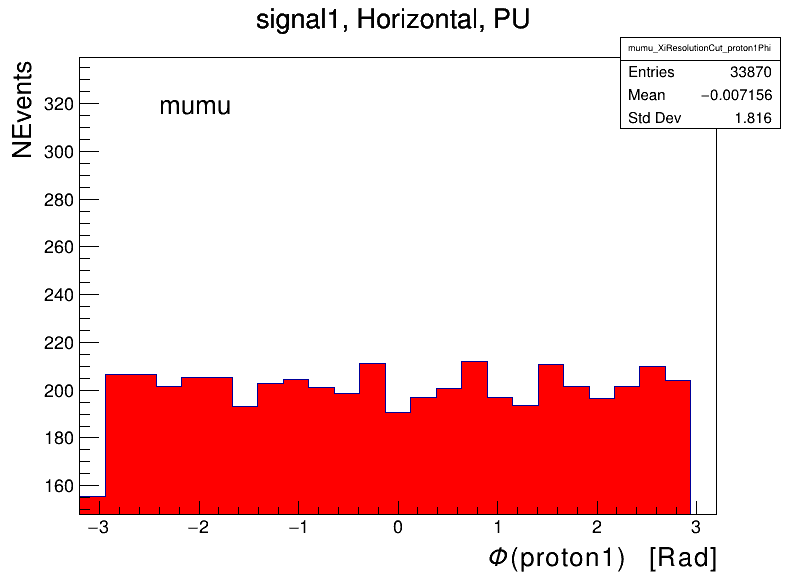 signal1, Horizontal, PU
mumu_XiResolutionCut_proton1Phi
Entries 33870
Mean −0.007156
Std Dev 1.816
mumu
NEvents
320
300
280
260
240
220
200
180
160
−3 −2 −1 0 1 2 3
Φ(proton1) [Rad]